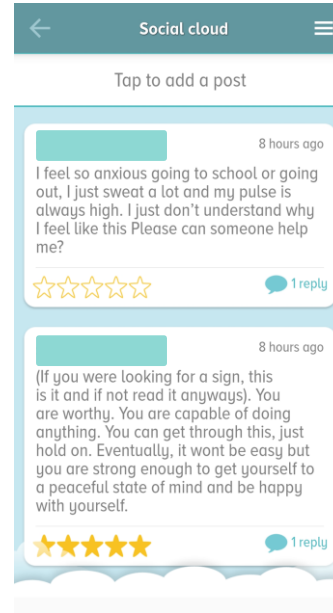 Social cloud
Tap to add a post
8 hours ago
I feel so anxious going to school or going
out, I just sweat a lot and my pulse is
always high. I just don't understand why
I feel like this Please can someone help
me?
1 reply
8 hours ago
(If you were looking for a sign, this
is it and if not read it anyways). You
are worthy. You are capable of doing
anything. You can get through this, just
hold on. Eventually, it wont be easy but
you are strong enough to get yourself to
a peaceful state of mind and be happy
with yourself.
1 reply